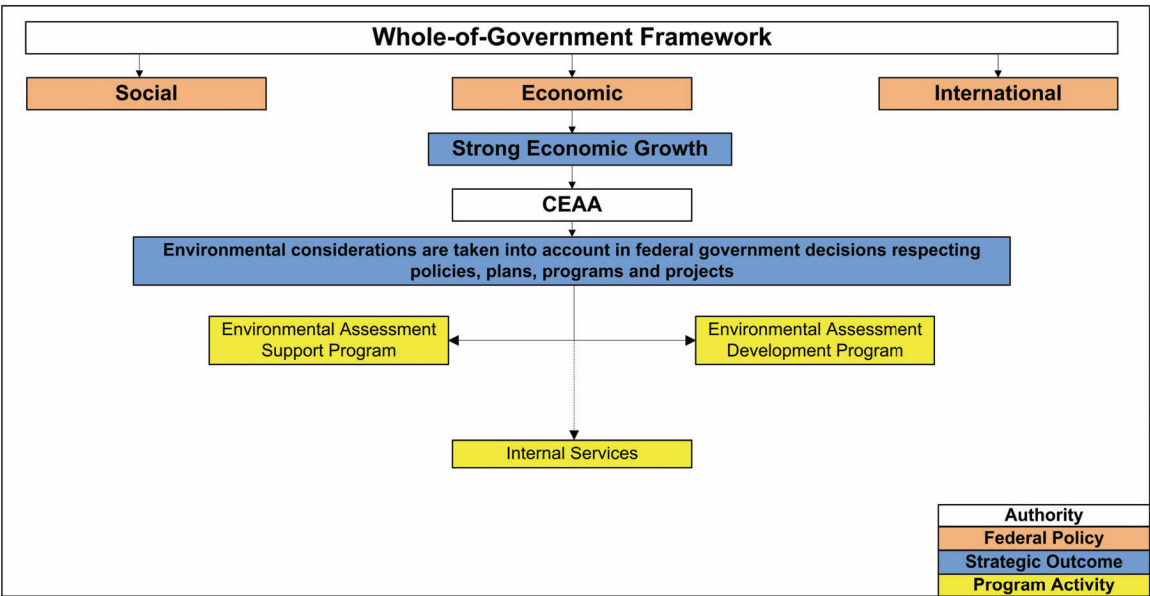 Whole-of-Government Framework
Social
Economic
International
Strong Economic Growth
CEAA
Environmental considerations are taken into account in federal government decisions respecting
policies, plans, programs and projects
Environmental Assessment
Support Program
Environmental Assessment
Development Program
Internal Services
Authority
Federal Policy
Strategic Outcome
Program Activity